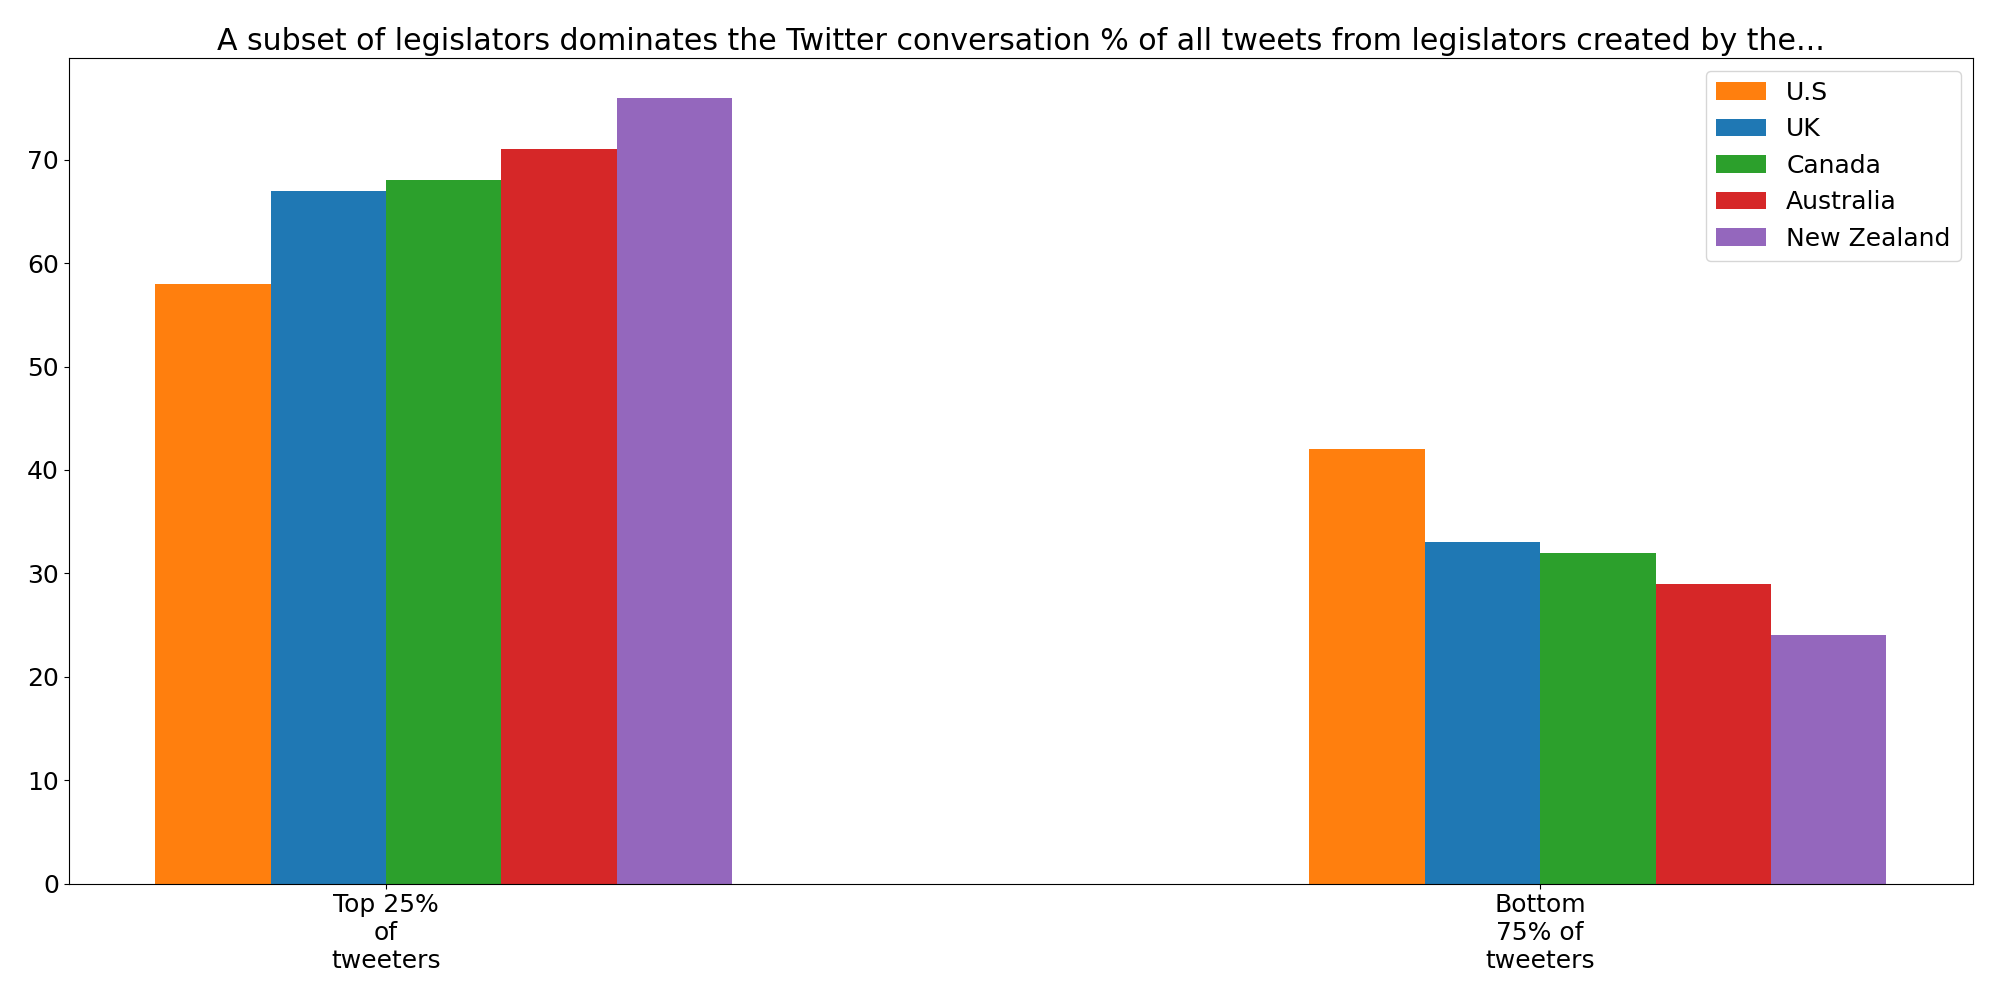 A subset of legislators dominates the Twitter conversation % of all tweets from legislators created by the...
U.S
UK
Canada
Australia
New Zealand
70
60
50
40
30
20
10
0
Top 25%
of
tweeters
Bottom
75% of
tweeters